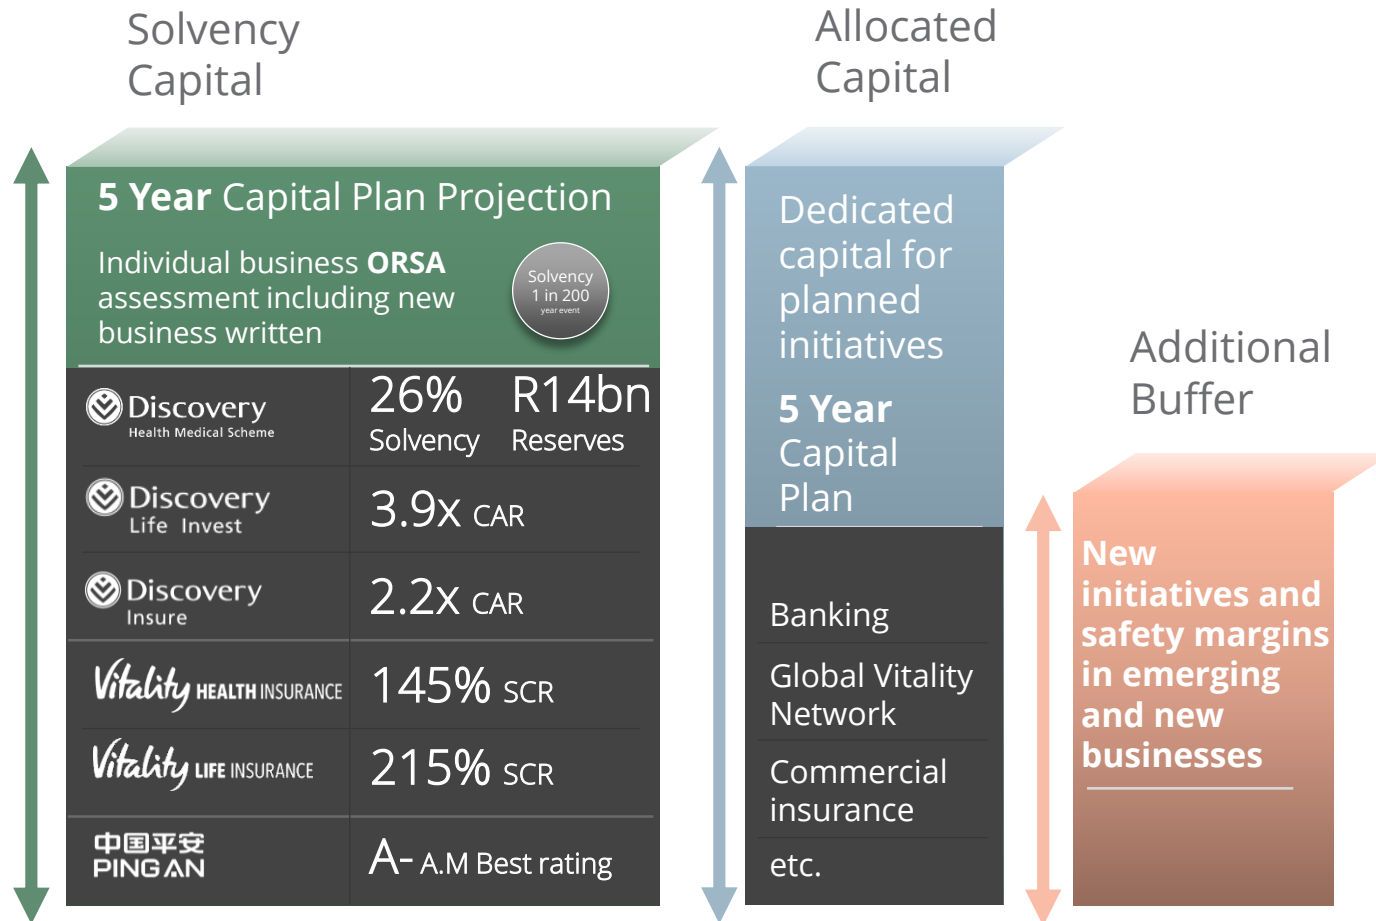 Solvency
Capital
5 Year Capital Plan Projection
Individual business ORSA
assessment including new
business written
Solvency
1 in 200
year event
Discovery
Health Medical Scheme
26% R14bn
Solvency Reserves
Discovery
Life Invest
3.9x CAR
Discovery
Insure
2.2x CAR
Vitality HEALTH INSURANCE
145% SCR
Vitality LIFE INSURANCE
215% SCR
中国平安
PING AN
A- A.M Best rating
Allocated
Capital
Dedicated
capital for
planned
initiatives
5 Year
Capital
Plan
Banking
Global Vitality
Network
Commercial
insurance
etc.
Additional
Buffer
New
initiatives and
safety margins
in emerging
and new
businesses